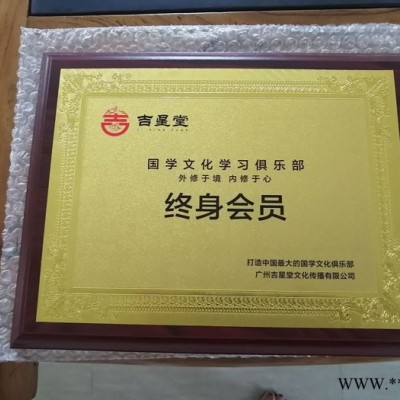 吉星堂
国学文化学习俱乐部
外修于境 内修于心
终身会员
打造中国最大的国学文化俱乐部
广州吉星堂文化传播有限公司
www.**